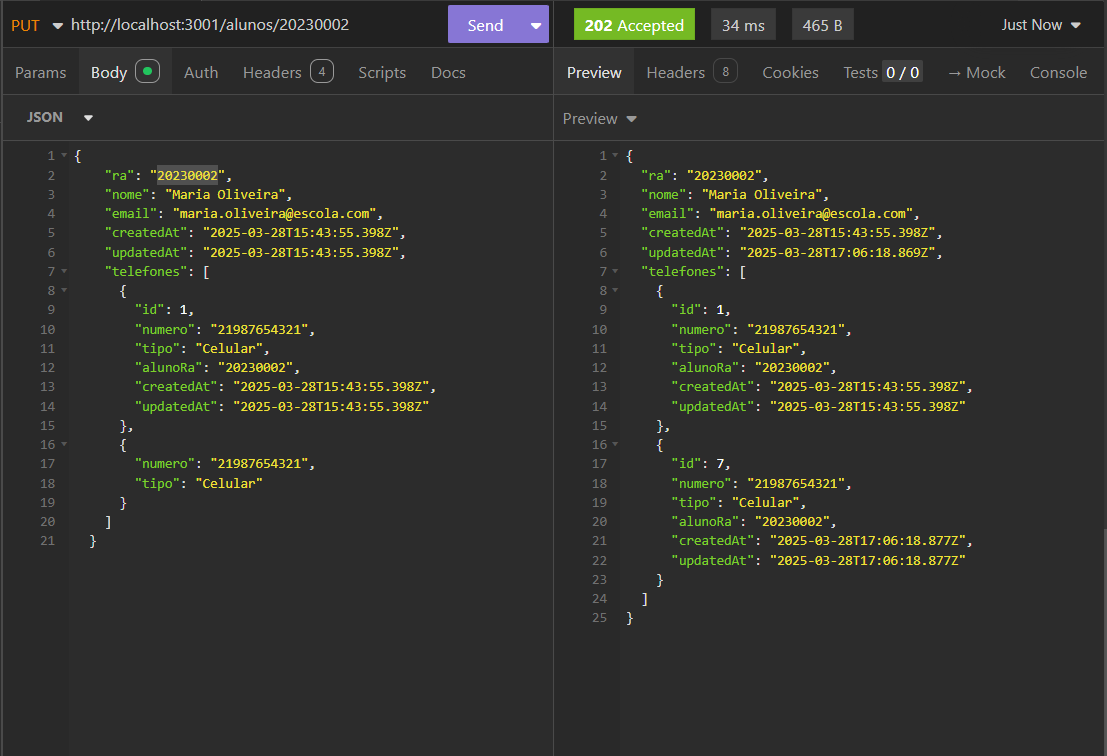 PUT http://localhost:3001/alunos/20230002 Send
202 Accepted 34 ms 465 B Just Now
Params Body Auth Headers 4 Scripts Docs
Preview Headers 8 Cookies Tests 0 / 0 → Mock Console
JSON
Preview
1 {
2 "ra": "20230002",
3 "nome": "Maria Oliveira",
4 "email": "maria.oliveira@escola.com",
5 "createdAt": "2025-03-28T15:43:55.398Z",
6 "updatedAt": "2025-03-28T15:43:55.398Z",
7 "telefones": [
8 {
9 "id": 1,
10 "numero": "21987654321",
11 "tipo": "Celular",
12 "alunoRa": "20230002",
13 "createdAt": "2025-03-28T15:43:55.398Z",
14 "updatedAt": "2025-03-28T15:43:55.398Z"
15 },
16 {
17 "numero": "21987654321",
18 "tipo": "Celular"
19 }
20 ]
21 }
1 {
2 "ra": "20230002",
3 "nome": "Maria Oliveira",
4 "email": "maria.oliveira@escola.com",
5 "createdAt": "2025-03-28T15:43:55.398Z",
6 "updatedAt": "2025-03-28T17:06:18.869Z",
7 "telefones": [
8 {
9 "id": 1,
10 "numero": "21987654321",
11 "tipo": "Celular",
12 "alunoRa": "20230002",
13 "createdAt": "2025-03-28T15:43:55.398Z",
14 "updatedAt": "2025-03-28T15:43:55.398Z"
15 },
16 {
17 "id": 7,
18 "numero": "21987654321",
19 "tipo": "Celular",
20 "alunoRa": "20230002",
21 "createdAt": "2025-03-28T17:06:18.877Z",
22 "updatedAt": "2025-03-28T17:06:18.877Z"
23 }
24 ]
25 }